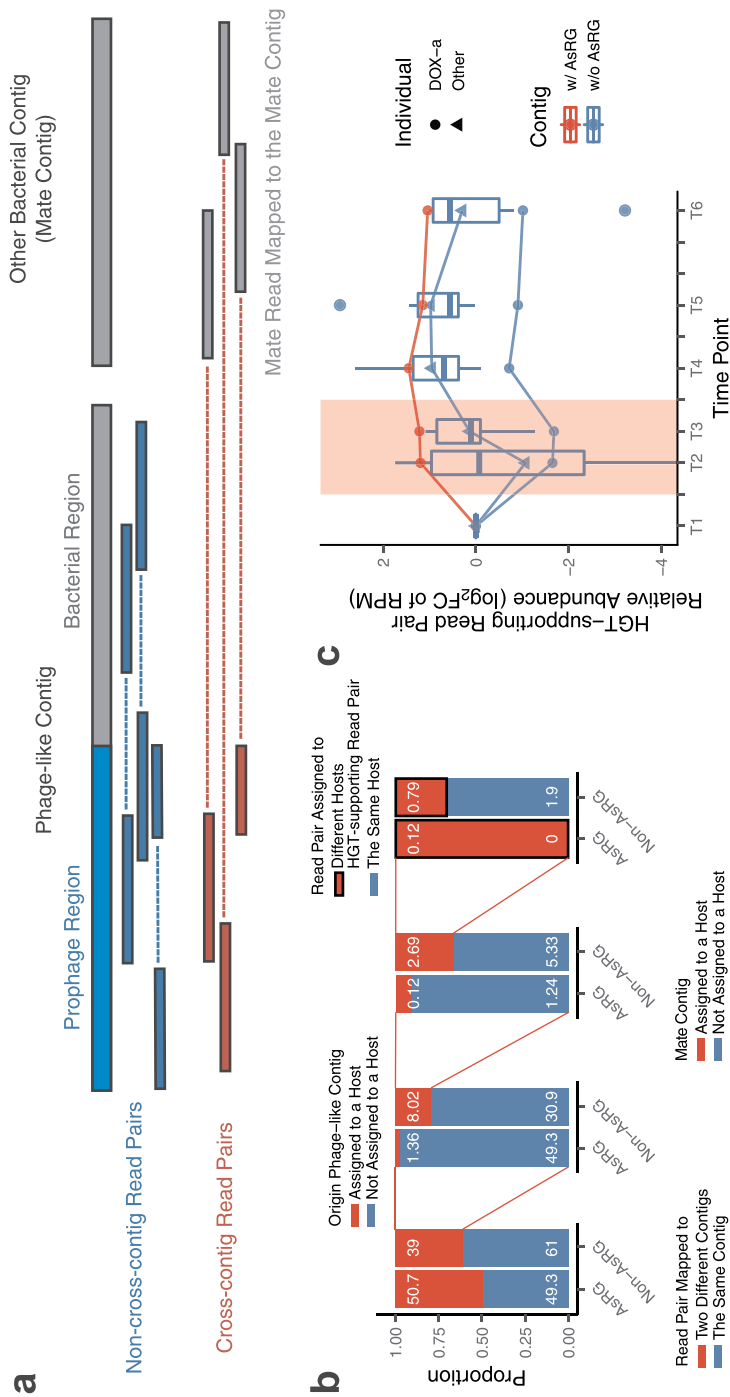 a
Phage-like Contig
Other Bacterial Contig
(Mate Contig)
Prophage Region
Bacterial Region
Non-cross-contig Read Pairs
Cross-contig Read Pairs
Mate Read Mapped to the Mate Contig
b
Proportion
1.00
0.75
0.50
0.25
0.00
50.7
39
49.3
61
AsRG
Non-AsRG
Read Pair Mapped to
Two Different Contigs
The Same Contig
Origin Phage-like Contig
Assigned to a Host
Not Assigned to a Host
1.36
8.02
49.3
30.9
AsRG
Non-AsRG
0.12
2.69
1.24
5.33
AsRG
Non-AsRG
Mate Contig
Assigned to a Host
Not Assigned to a Host
Read Pair Assigned to
Different Hosts
HGT-supporting Read Pair
The Same Host
0.12
0.79
0
1.9
AsRG
Non-AsRG
c
HGT-supporting Read Pair
Relative Abundance (log2FC of RPM)
2
0
-2
-4
T1
T2
T3
T4
T5
T6
Time Point
Individual
DOX-a
Other
Contig
w/ AsRG
w/o AsRG